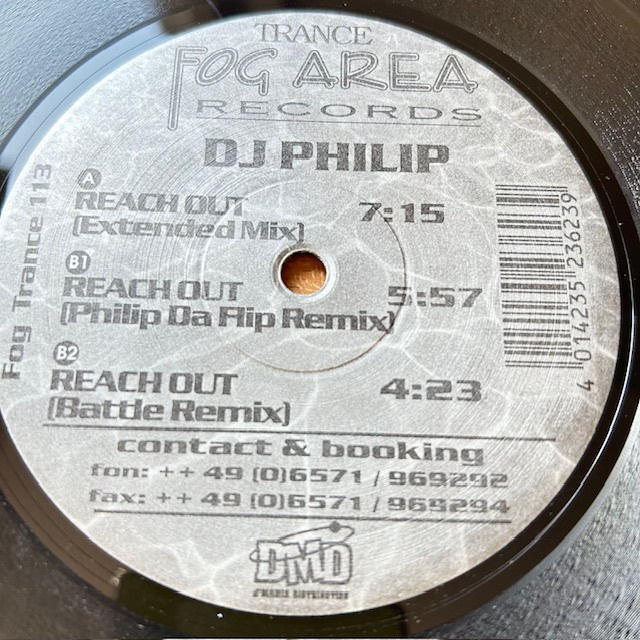 TRANCE
FOG AREA
RECORDS
DJ PHILIP
A
REACH OUT 7:15
(Extended Mix)
B1
REACH OUT 5:57
(Philip Da Flip Remix)
B2
REACH OUT 4:23
(Battle Remix)
contact & booking
fon: ++ 49 (0)6571 / 969292
fax: ++ 49 (0)6571 / 969294
DMD
Fog Trance 113
4 014235 236239